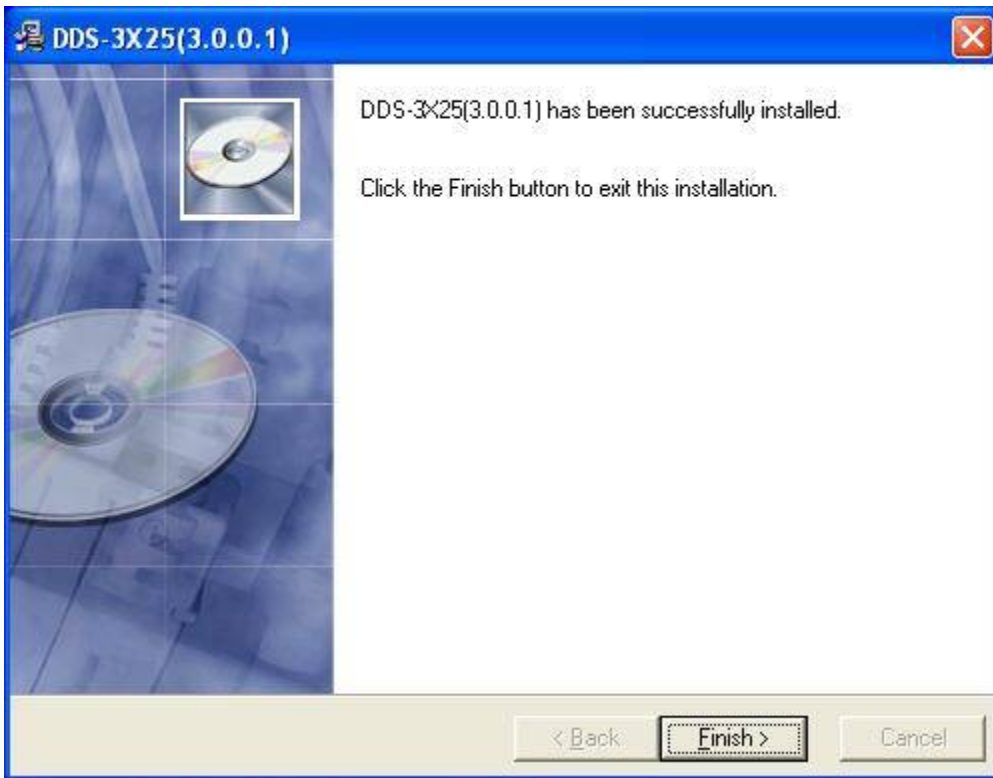 DDS-3X25(3.0.0.1)
DDS-3X25(3.0.0.1) has been successfully installed.
Click the Finish button to exit this installation.
< Back Finish > Cancel